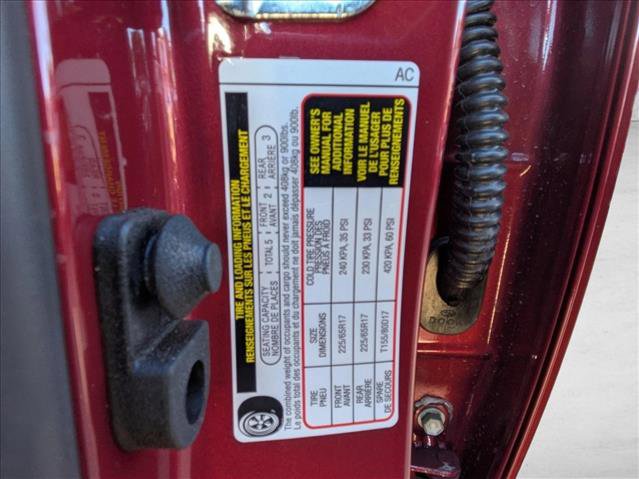 AC
TIRE AND LOADING INFORMATION
RENSEIGNEMENTS SUR LES PNEUS ET LE CHARGEMENT
SEATING CAPACITY
NOMBRE DE PLACES
TOTAL 5
FRONT
AVANT 2
REAR
ARRIÈRE 3
The combined weight of occupants and cargo should never exceed 408kg or 900lbs.
Le poids total des occupants et du chargement ne doit jamais dépasser 408kg ou 900lb.
TIRE
PNEU
SIZE
DIMENSIONS
COLD TIRE PRESSURE
PRESSION DES
PNEUS À FROID
FRONT
AVANT
225/65R17
240 KPA, 35 PSI
REAR
ARRIÈRE
225/65R17
230 KPA, 33 PSI
SPARE
DE SECOURS
T155/80D17
420 KPA, 60 PSI
SEE OWNER'S
MANUAL FOR
ADDITIONAL
INFORMATION
VOIR LE MANUEL
DE L'USAGER
POUR PLUS DE
RENSEIGNEMENTS